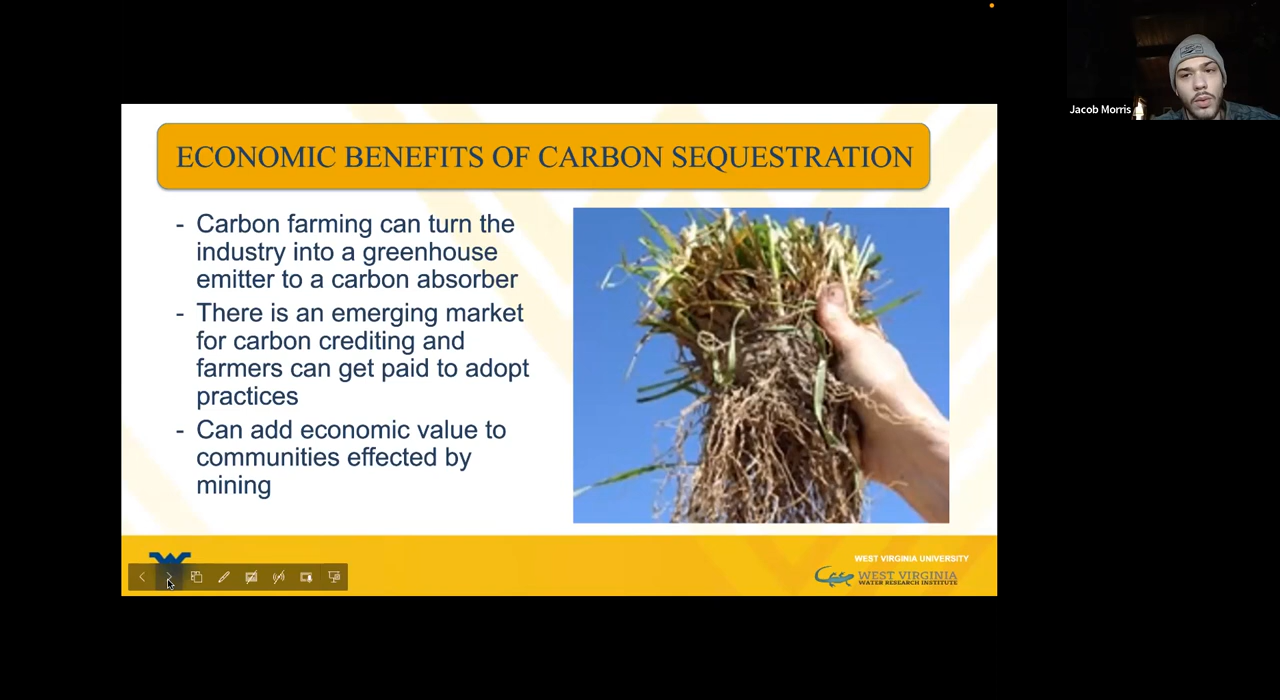 Jacob Morris
ECONOMIC BENEFITS OF CARBON SEQUESTRATION
- Carbon farming can turn the
industry into a greenhouse
emitter to a carbon absorber
- There is an emerging market
for carbon crediting and
farmers can get paid to adopt
practices
- Can add economic value to
communities effected by
mining
WEST VIRGINIA UNIVERSITY
WEST VIRGINIA
WATER RESEARCH INSTITUTE